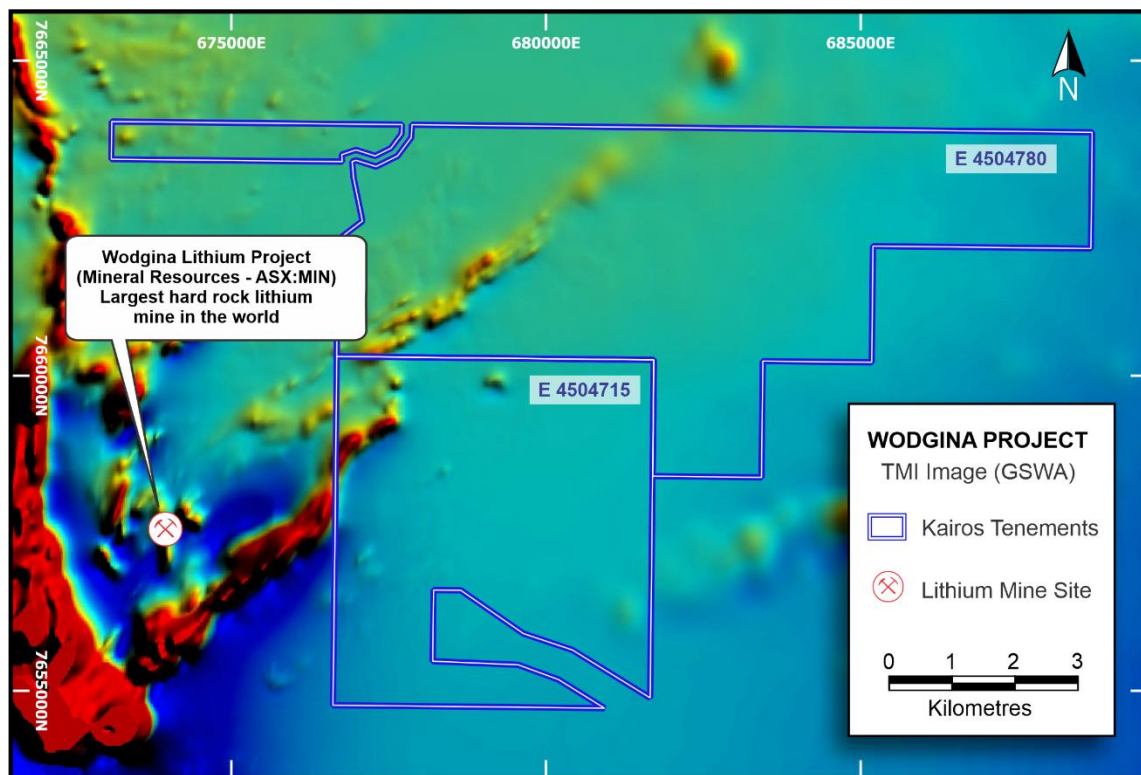 675000E
680000E
685000E
7665000N
7660000N
7655000N
N
E 4504780
Wodgina Lithium Project
(Mineral Resources - ASX:MIN)
Largest hard rock lithium
mine in the world
E 4504715
WODGINA PROJECT
TMI Image (GSWA)
Kairos Tenements
Lithium Mine Site
0 1 2 3
Kilometres